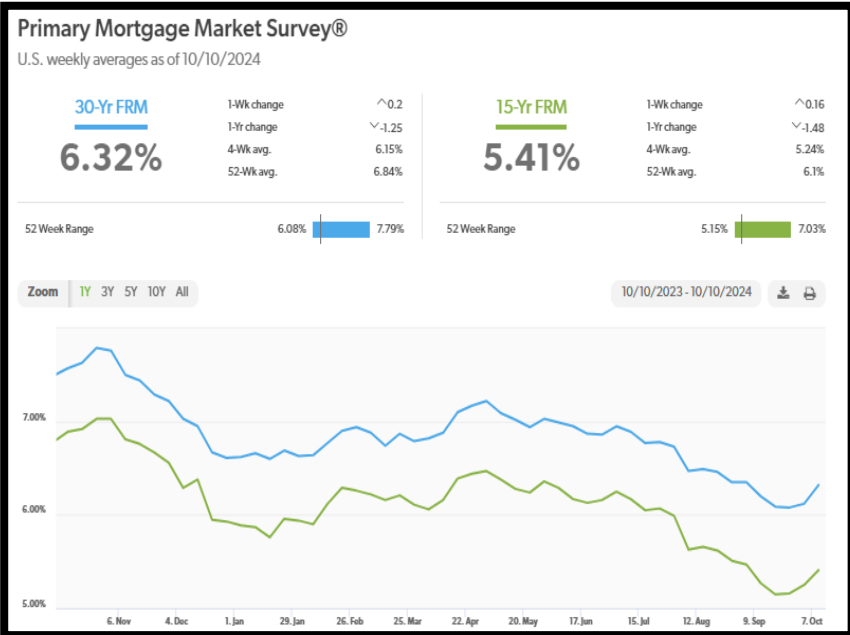 Primary Mortgage Market Survey®
U.S. weekly averages as of 10/10/2024
30-Yr FRM
6.32%
1-Wk change ^0.2
1-Yr change ⌵-1.25
4-Wk avg. 6.15%
52-Wk avg. 6.84%
52 Week Range 6.08% 7.79%
15-Yr FRM
5.41%
1-Wk change ^0.16
1-Yr change ⌵-1.48
4-Wk avg. 5.24%
52-Wk avg. 6.1%
52 Week Range 5.15% 7.03%
Zoom 1Y 3Y 5Y 10Y All
10/10/2023 - 10/10/2024
7.00%
6.00%
5.00%
6. Nov 4. Dec 1. Jan 29. Jan 26. Feb 25. Mar 22. Apr 20. May 17. Jun 15. Jul 12. Aug 9. Sep 7. Oct